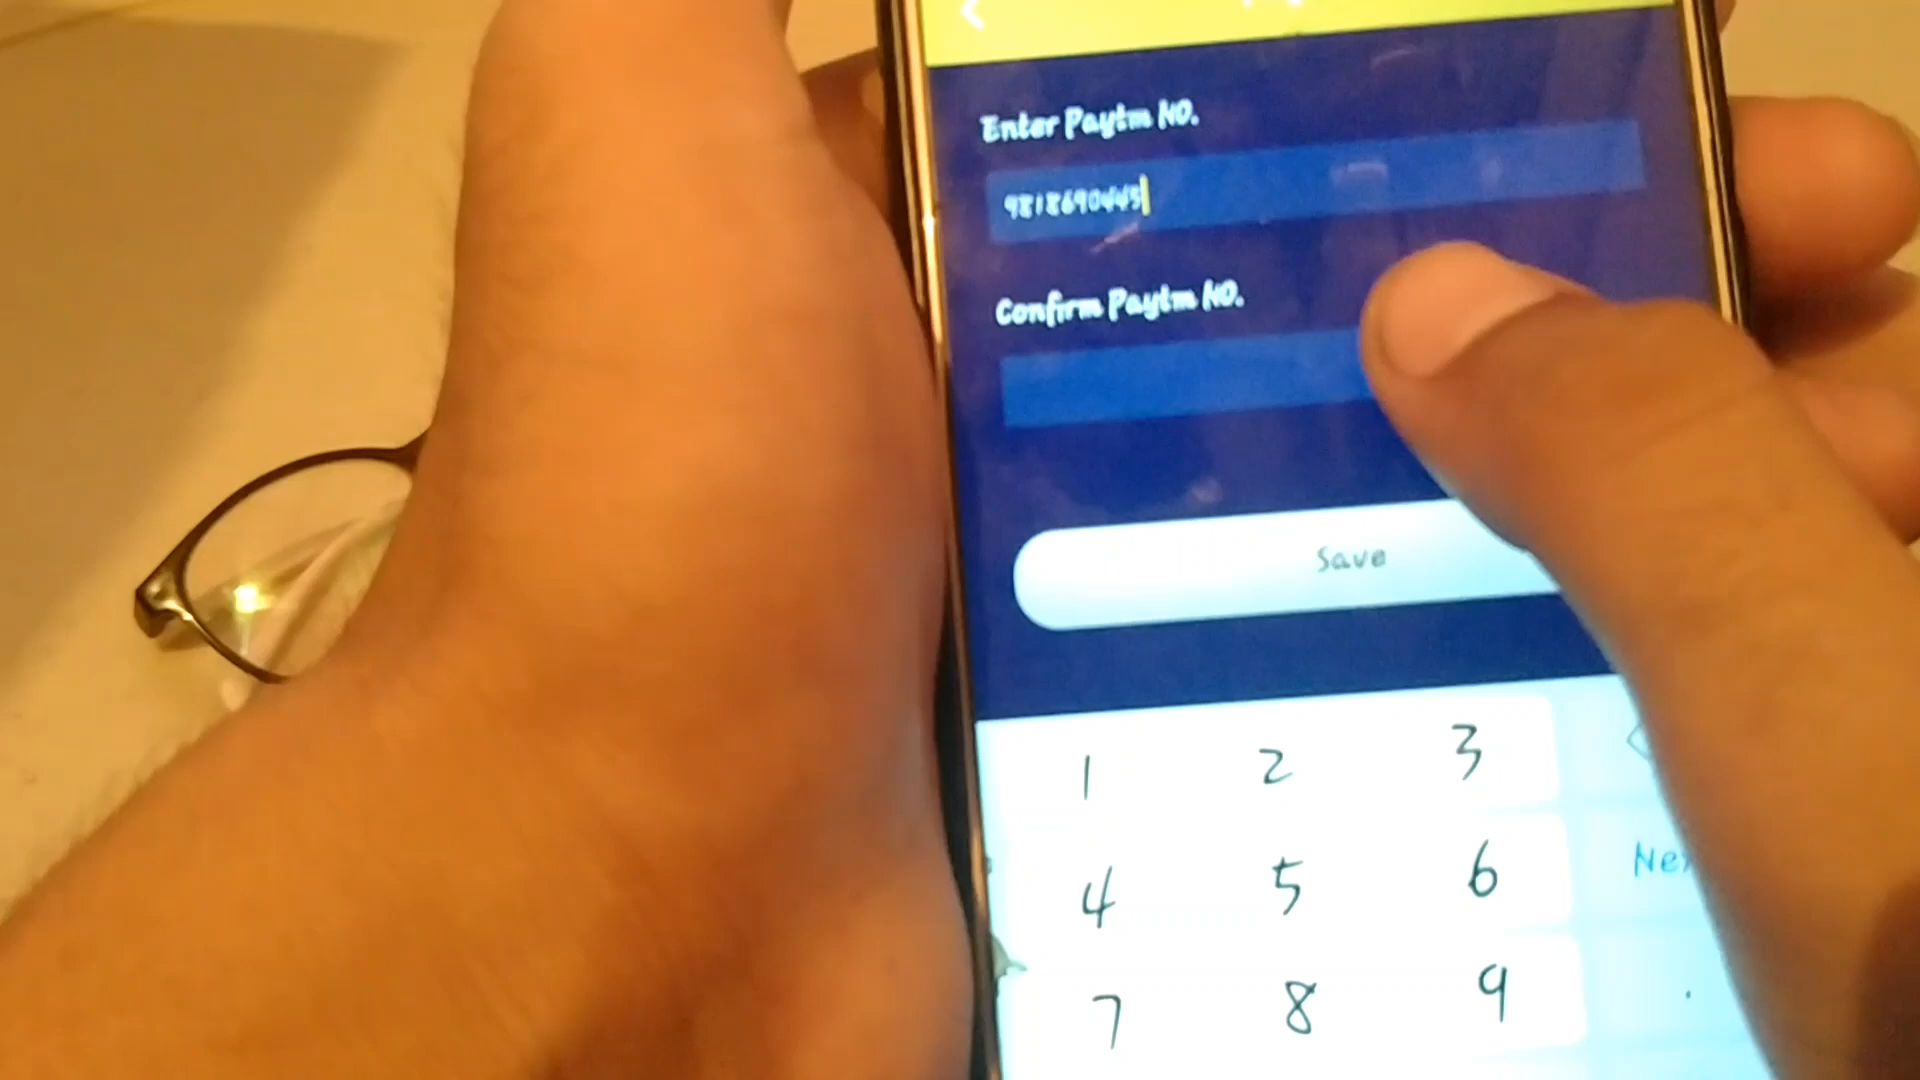 Enter Paytm NO.
9818690445
Confirm Paytm NO.
Save
1 2 3
4 5 6
7 8 9 .